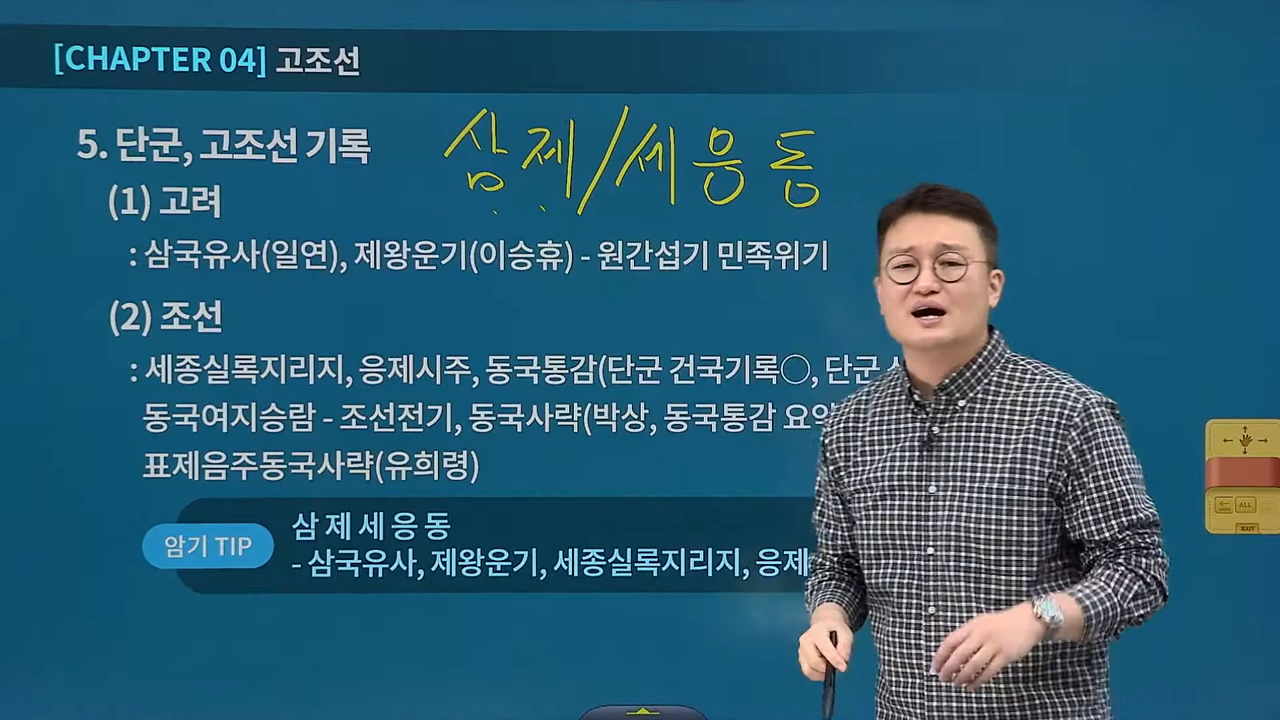 [CHAPTER 04] 고조선
5. 단군, 고조선 기록
삼제/세응동
(1) 고려
: 삼국유사(일연), 제왕운기(이승휴) - 원간섭기 민족위기
(2) 조선
: 세종실록지리지, 응제시주, 동국통감(단군 건국기록○, 단군
동국여지승람 - 조선전기, 동국사략(박상, 동국통감 요약
표제음주동국사략(유희령)
암기 TIP
삼 제 세 응 동
- 삼국유사, 제왕운기, 세종실록지리지, 응제
ALL
EXIT